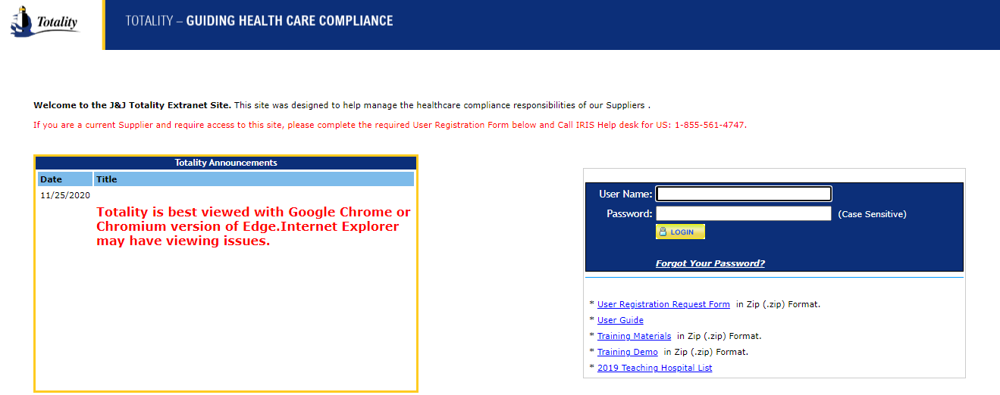 Totality
TOTALITY – GUIDING HEALTH CARE COMPLIANCE
Welcome to the J&J Totality Extranet Site. This site was designed to help manage the healthcare compliance responsibilities of our Suppliers .
If you are a current Supplier and require access to this site, please complete the required User Registration Form below and Call IRIS Help desk for US: 1-855-561-4747.
Totality Announcements
Date Title
11/25/2020
Totality is best viewed with Google Chrome or
Chromium version of Edge.Internet Explorer
may have viewing issues.
User Name:
Password: (Case Sensitive)
LOGIN
Forgot Your Password?
* User Registration Request Form in Zip (.zip) Format.
* User Guide
* Training Materials in Zip (.zip) Format.
* Training Demo in Zip (.zip) Format.
* 2019 Teaching Hospital List